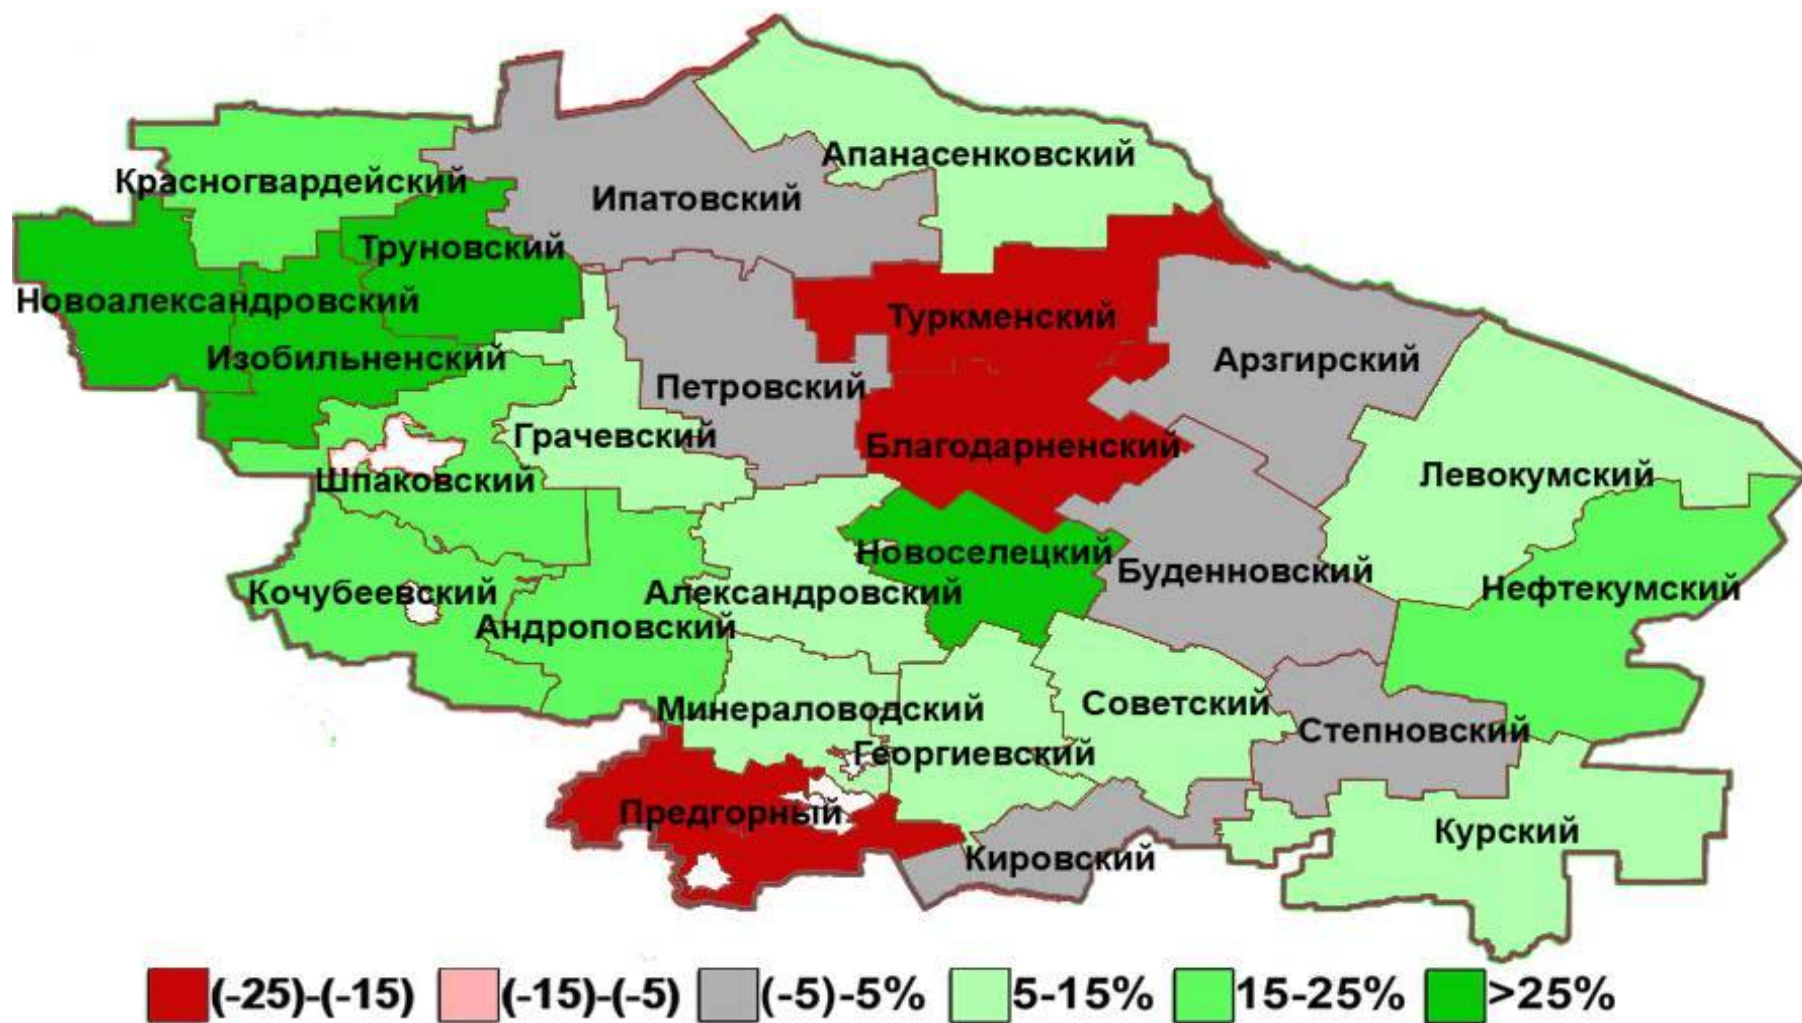 Апанасенковский
Красногвардейский
Ипатовский
Труновский
Новоалександровский
Туркменский
Изобильненский
Арзгирский
Петровский
Грачевский
Благодарненский
Левокумский
Шпаковский
Новоселецкий
Буденновский
Нефтекумский
Кочубеевский
Александровский
Андроповский
Минераловодский
Советский
Степновский
Георгиевский
Предгорный
Курский
Кировский
(-25)-(-15) (-15)-(-5) (-5)-5% 5-15% 15-25% >25%